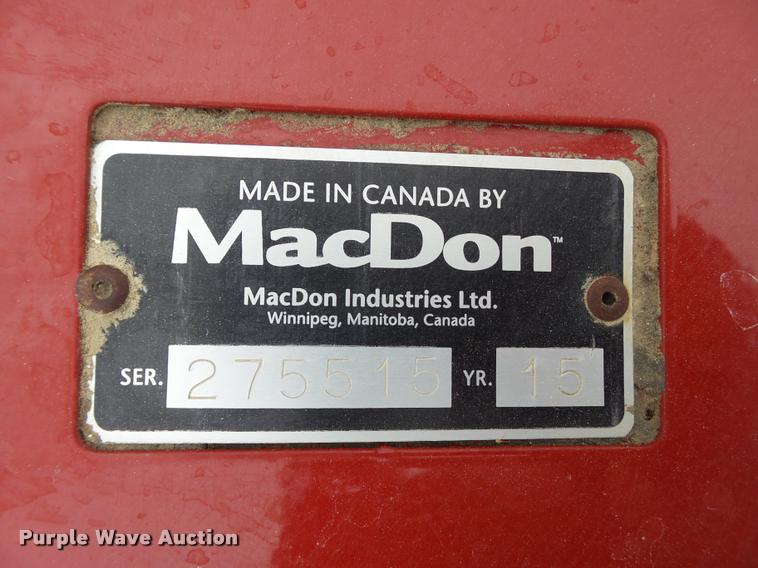 MADE IN CANADA BY
MacDon™
MacDon Industries Ltd.
Winnipeg, Manitoba, Canada
SER. 275515 YR. 15
Purple Wave Auction